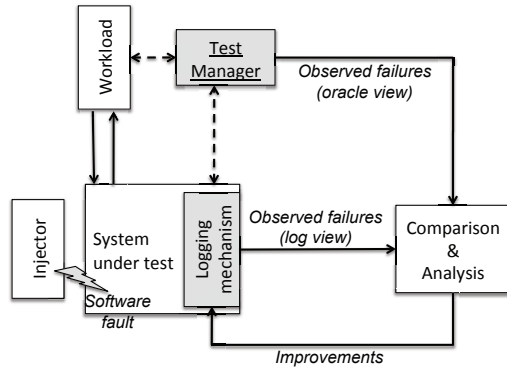 Workload
Test
Manager
Observed failures
(oracle view)
Injector
System
under test
Logging
mechanism
Observed failures
(log view)
Comparison
&
Analysis
Software
fault
Improvements